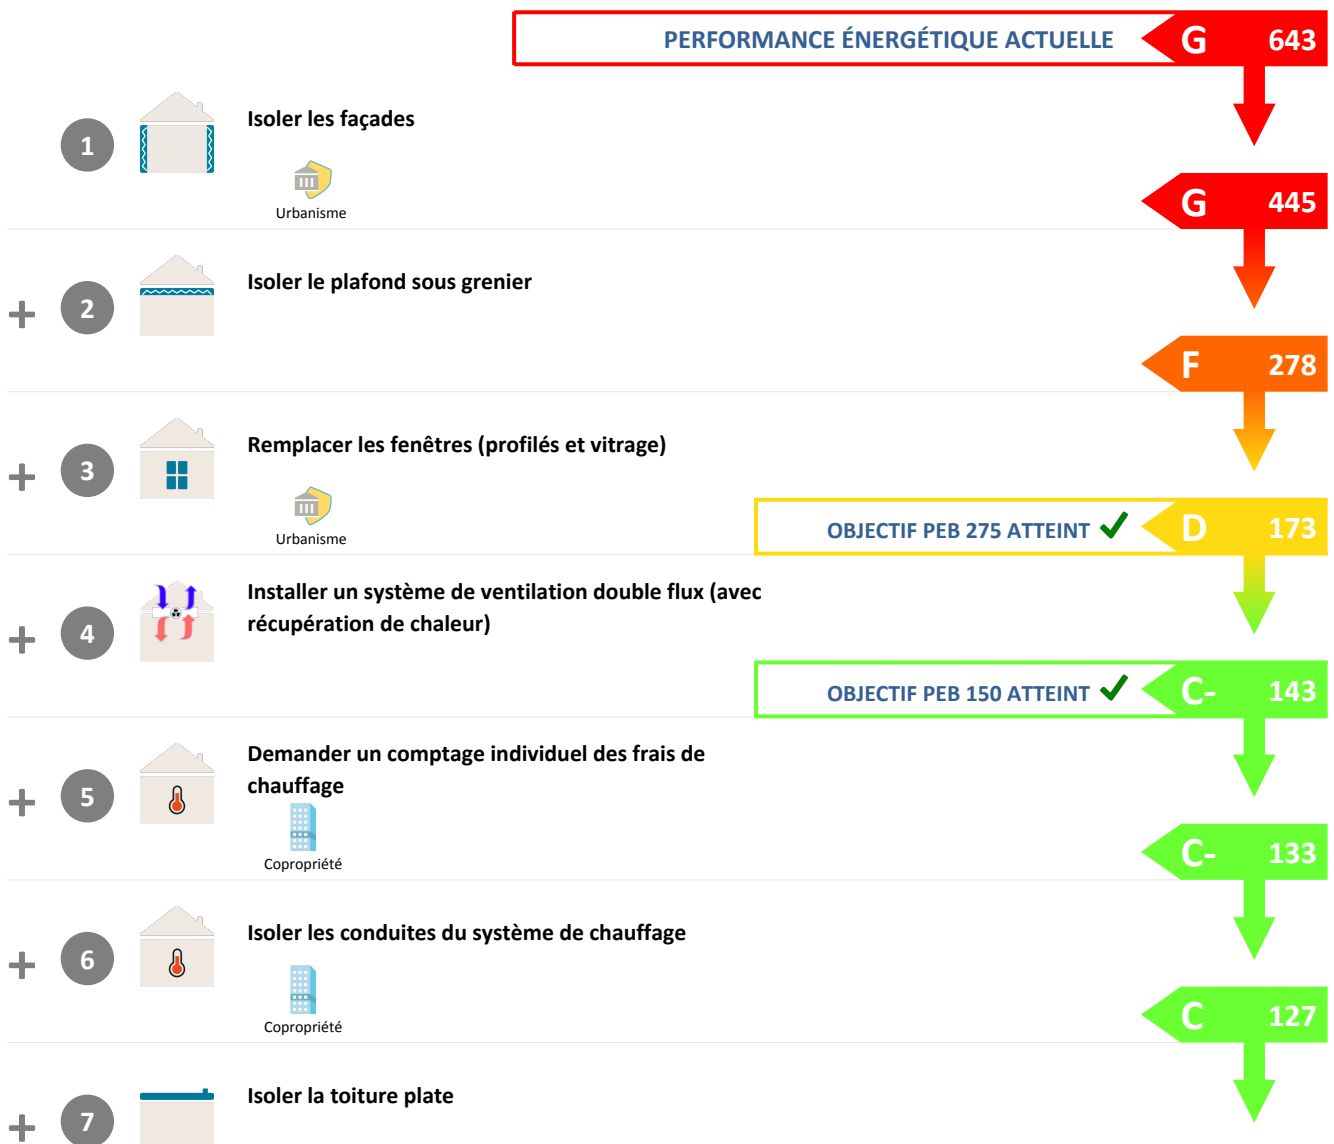 PERFORMANCE ÉNERGÉTIQUE ACTUELLE G 643
1 Isoler les façades
Urbanisme
G 445
+ 2 Isoler le plafond sous grenier
F 278
+ 3 Remplacer les fenêtres (profilés et vitrage)
Urbanisme
OBJECTIF PEB 275 ATTEINT ✓ D 173
+ 4 Installer un système de ventilation double flux (avec
récupération de chaleur)
OBJECTIF PEB 150 ATTEINT ✓ C- 143
+ 5 Demander un comptage individuel des frais de
chauffage
Copropriété
C- 133
+ 6 Isoler les conduites du système de chauffage
Copropriété
C 127
+ 7 Isoler la toiture plate